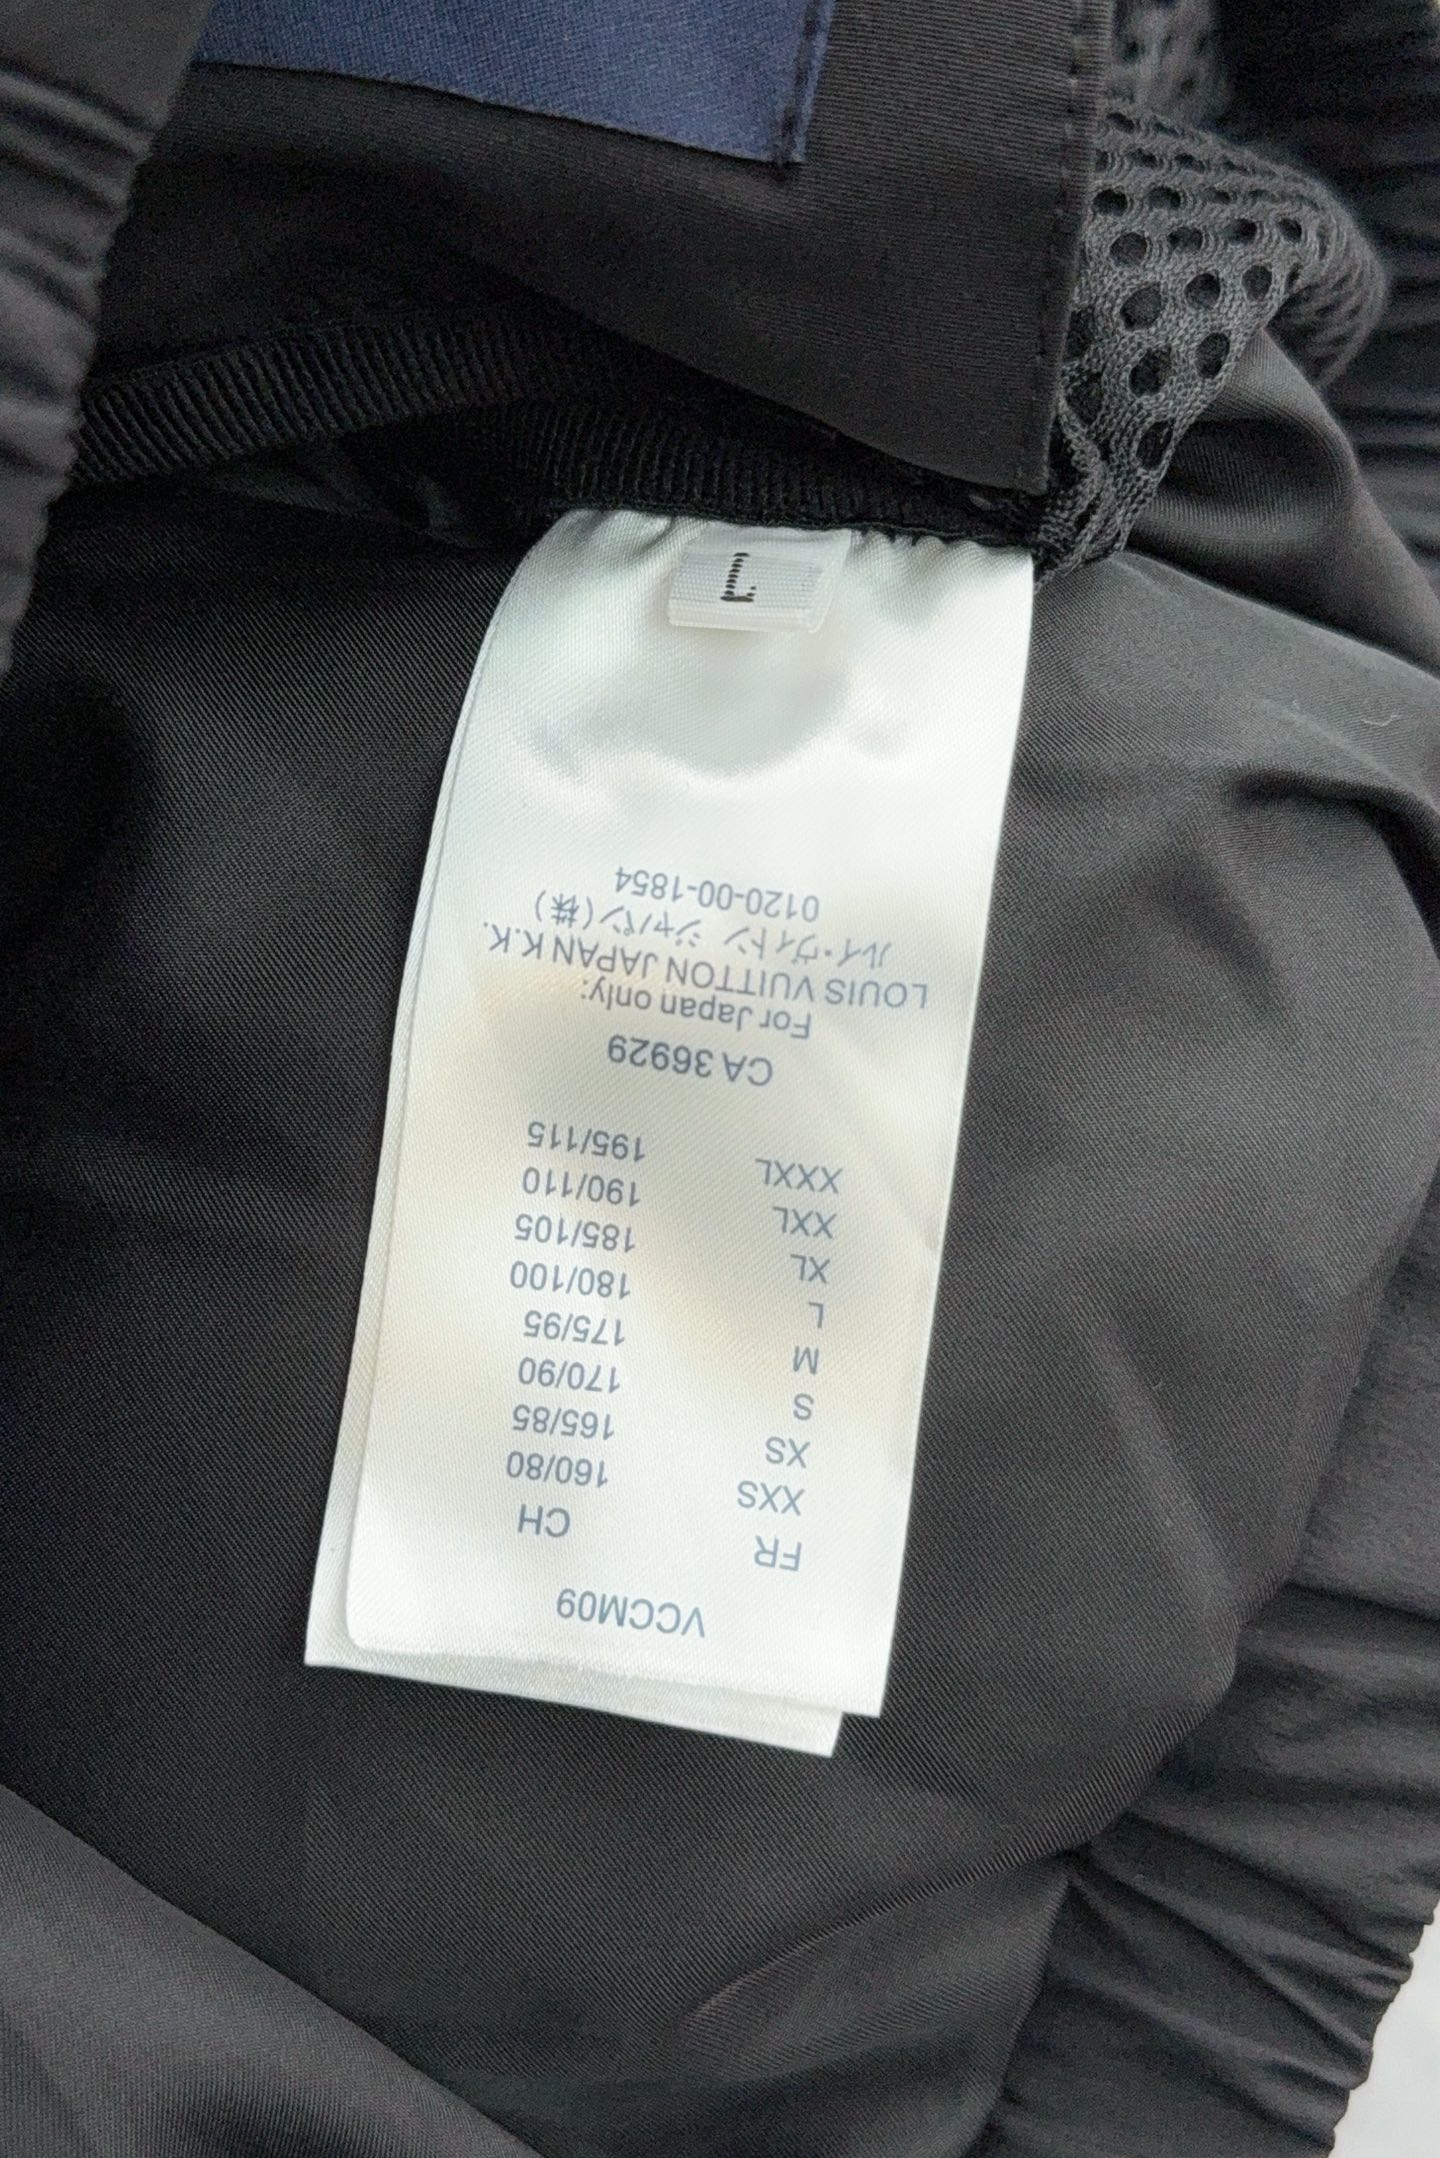 VCCM09
FR CH
XXS 160/80
XS 165/85
S 170/90
M 175/95
L 180/100
XL 185/105
XXL 190/110
XXXL 195/115
CA 36929
For Japan only:
LOUIS VUITTON JAPAN K.K.
ルイ・ヴィトン ジャパン(株)
0120-00-1854
L